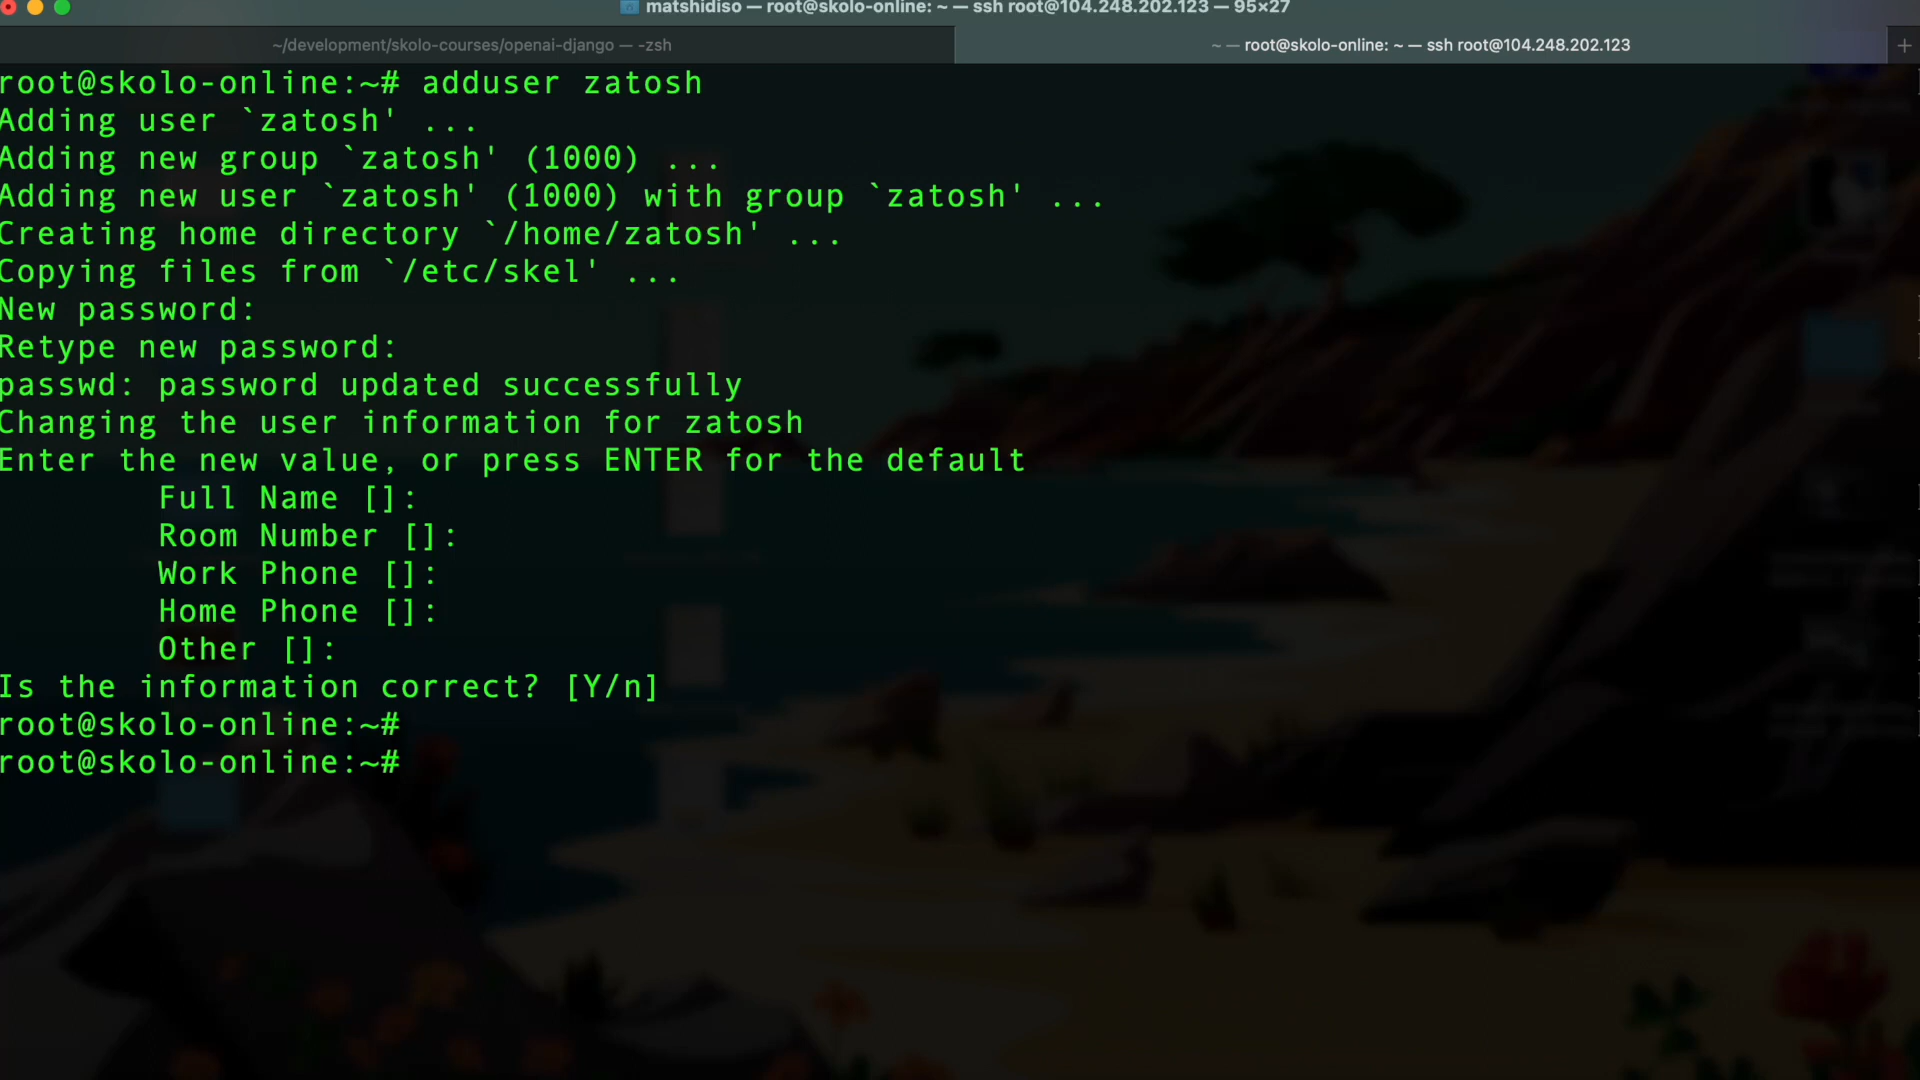 matshidiso — root@skolo-online: ~ — ssh root@104.248.202.123 — 95×27
~/development/skolo-courses/openai-django — -zsh
~ — root@skolo-online: ~ — ssh root@104.248.202.123
+
root@skolo-online:~# adduser zatosh
Adding user `zatosh' ...
Adding new group `zatosh' (1000) ...
Adding new user `zatosh' (1000) with group `zatosh' ...
Creating home directory `/home/zatosh' ...
Copying files from `/etc/skel' ...
New password:
Retype new password:
passwd: password updated successfully
Changing the user information for zatosh
Enter the new value, or press ENTER for the default
Full Name []:
Room Number []:
Work Phone []:
Home Phone []:
Other []:
Is the information correct? [Y/n]
root@skolo-online:~#
root@skolo-online:~#